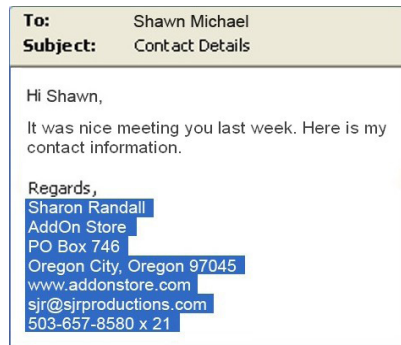 To: Shawn Michael
Subject: Contact Details
Hi Shawn,
It was nice meeting you last week. Here is my
contact information.
Regards,
Sharon Randall
AddOn Store
PO Box 746
Oregon City, Oregon 97045
www.addonstore.com
sjr@sjrproductions.com
503-657-8580 x 21